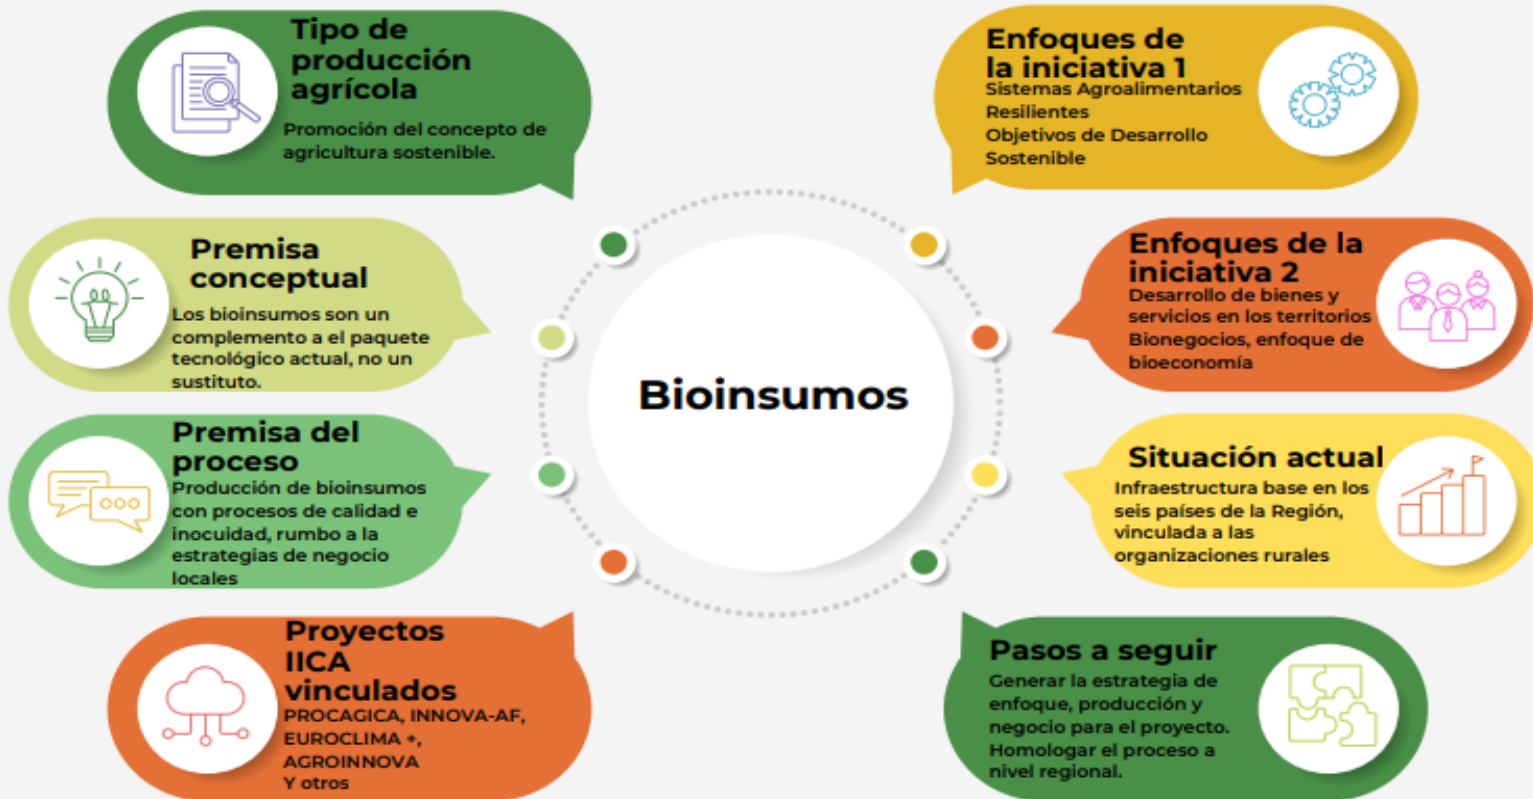 Tipo de
producción
agrícola
Promoción del concepto de
agricultura sostenible.
Premisa
conceptual
Los bioinsumos son un
complemento a el paquete
tecnológico actual, no un
sustituto.
Premisa del
proceso
Producción de bioinsumos
con procesos de calidad e
inocuidad, rumbo a la
estrategias de negocio
locales
Proyectos
IICA
vinculados
PROCAGICA, INNOVA-AF,
EUROCLIMA +,
AGROINNOVA
Y otros
Bioinsumos
Enfoques de
la iniciativa 1
Sistemas Agroalimentarios
Resilientes
Objetivos de Desarrollo
Sostenible
Enfoques de la
iniciativa 2
Desarrollo de bienes y
servicios en los territorios
Bionegocios, enfoque de
bioeconomía
Situación actual
Infraestructura base en los
seis países de la Región,
vinculada a las
organizaciones rurales
Pasos a seguir
Generar la estrategia de
enfoque, producción y
negocio para el proyecto.
Homologar el proceso a
nivel regional.